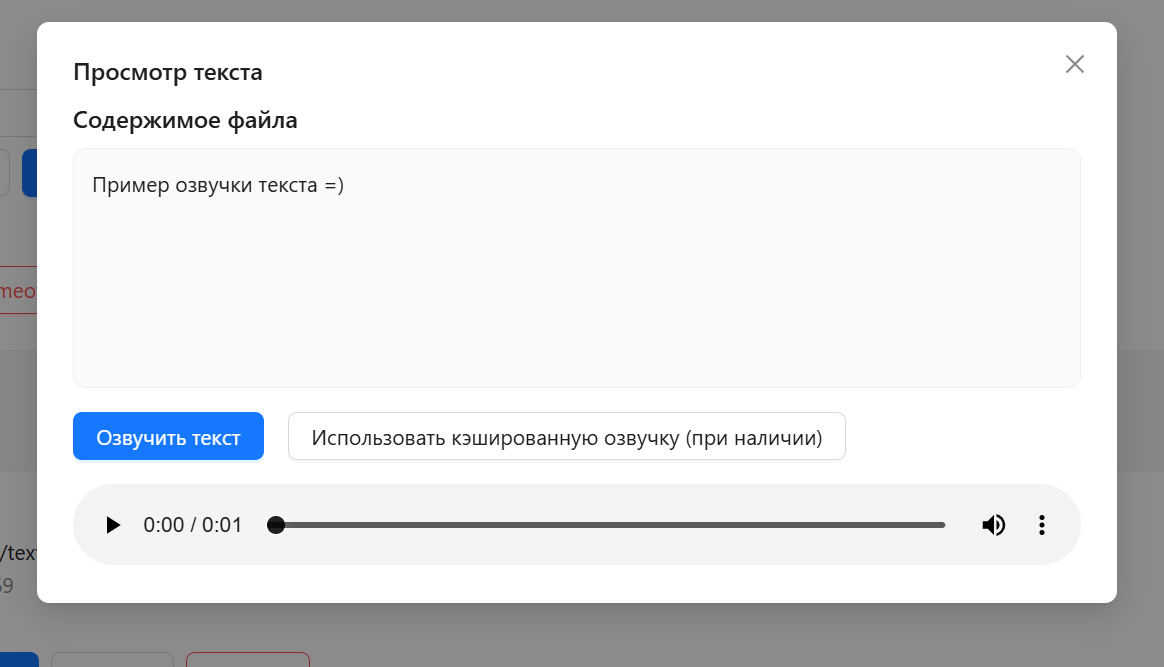 Просмотр текста
Содержимое файла
Пример озвучки текста =)
Озвучить текст
Использовать кэшированную озвучку (при наличии)
0:00 / 0:01